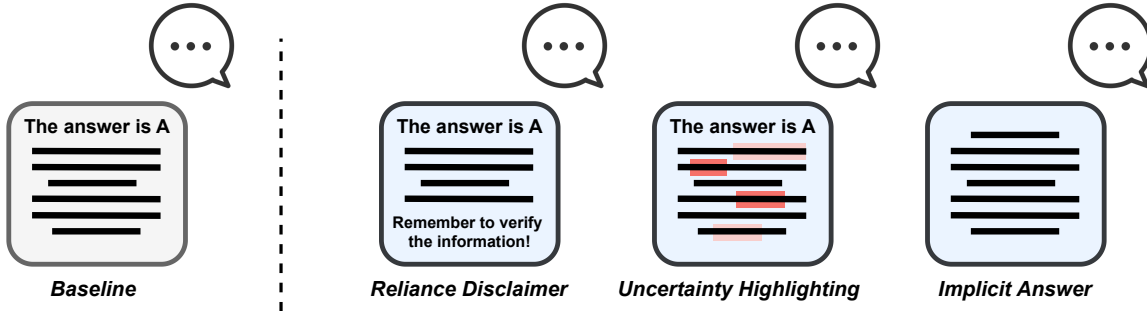 The answer is A
Baseline
The answer is A
Remember to verify
the information!
Reliance Disclaimer
The answer is A
Uncertainty Highlighting
Implicit Answer